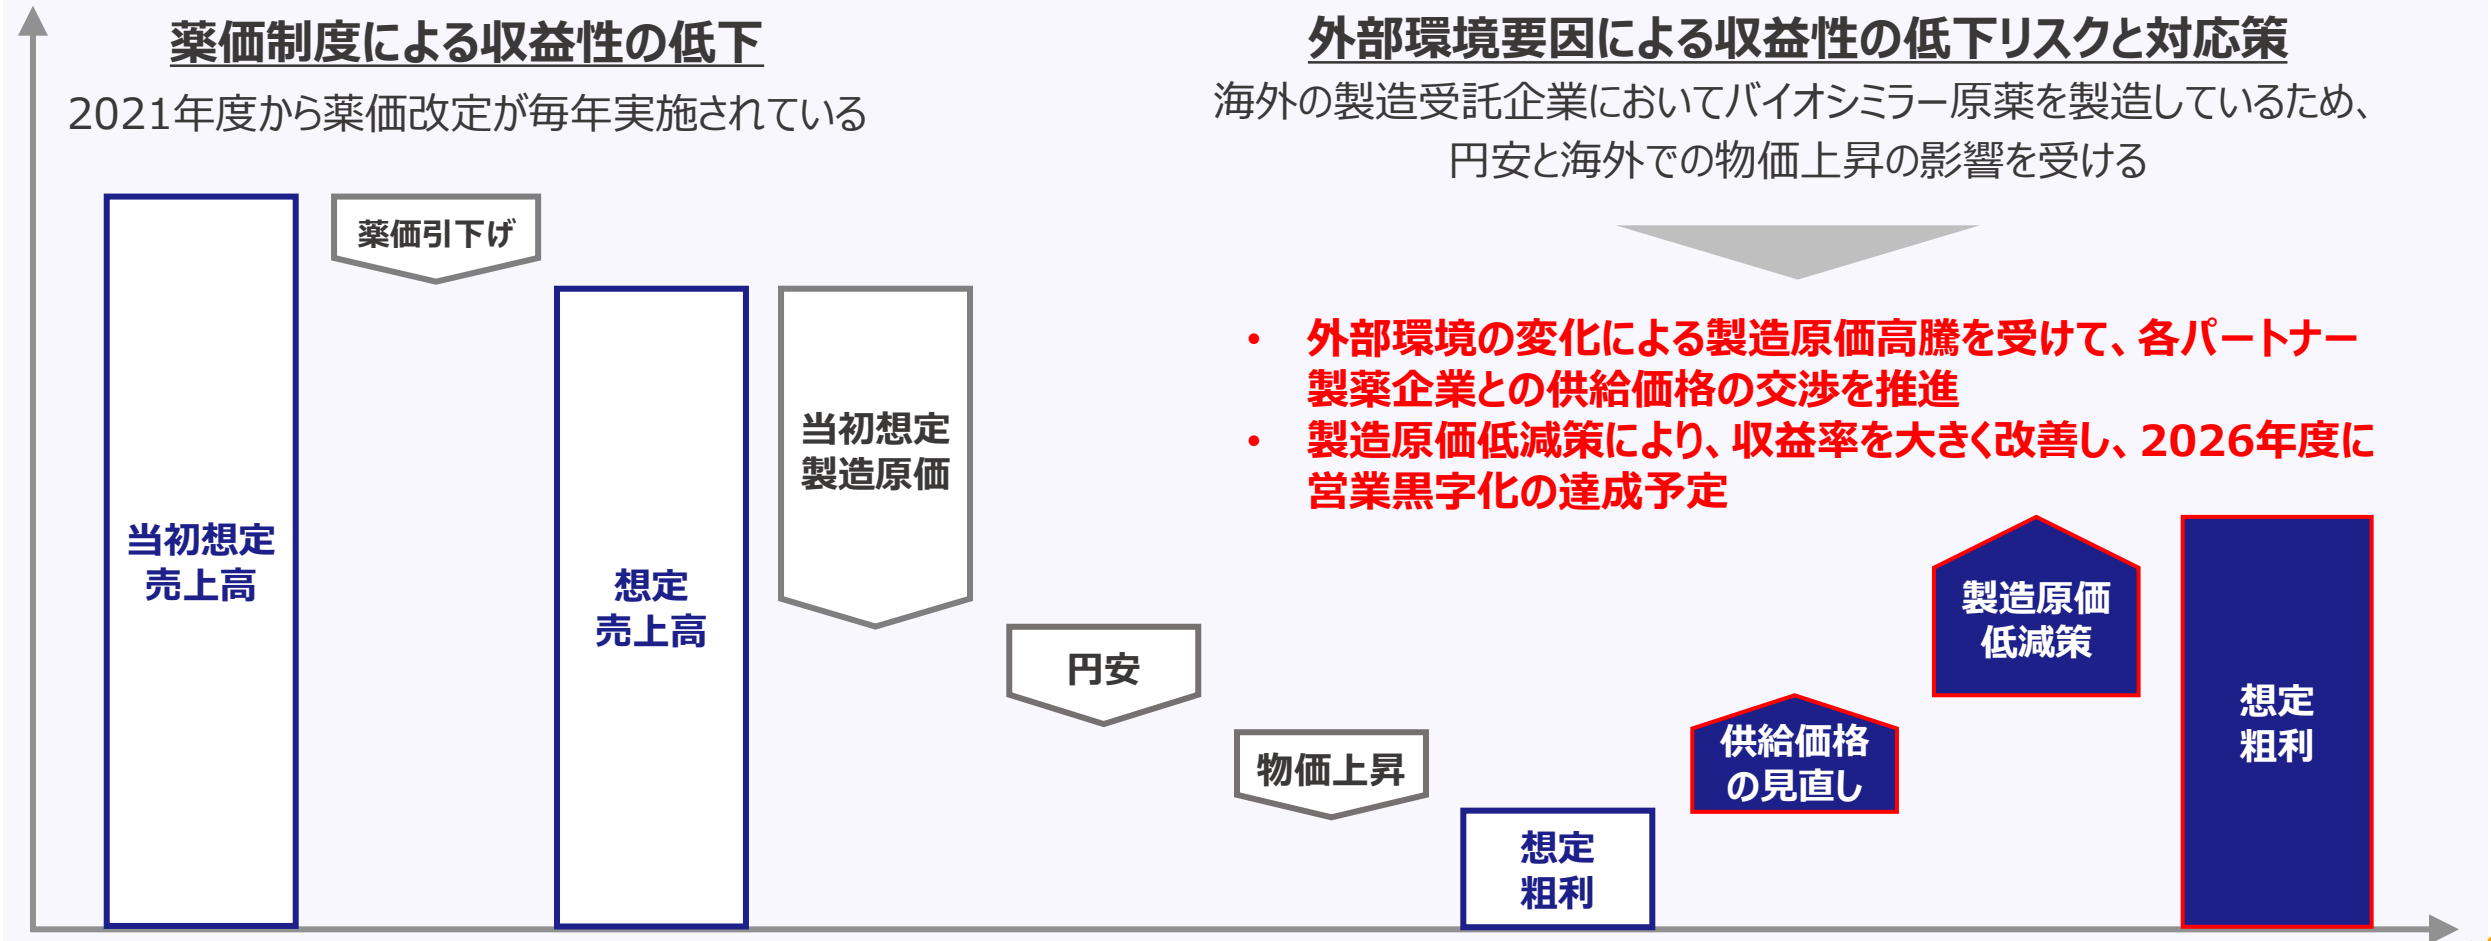 薬価制度による収益性の低下
2021年度から薬価改定が毎年実施されている
外部環境要因による収益性の低下リスクと対応策
海外の製造受託企業においてバイオシミラー原薬を製造しているため、
円安と海外での物価上昇の影響を受ける
• 外部環境の変化による製造原価高騰を受けて、各パートナー
製薬企業との供給価格の交渉を推進
• 製造原価低減策により、収益率を大きく改善し、2026年度に
営業黒字化の達成予定
当初想定
売上高
薬価引下げ
想定
売上高
当初想定
製造原価
円安
物価上昇
想定
粗利
供給価格
の見直し
製造原価
低減策
想定
粗利